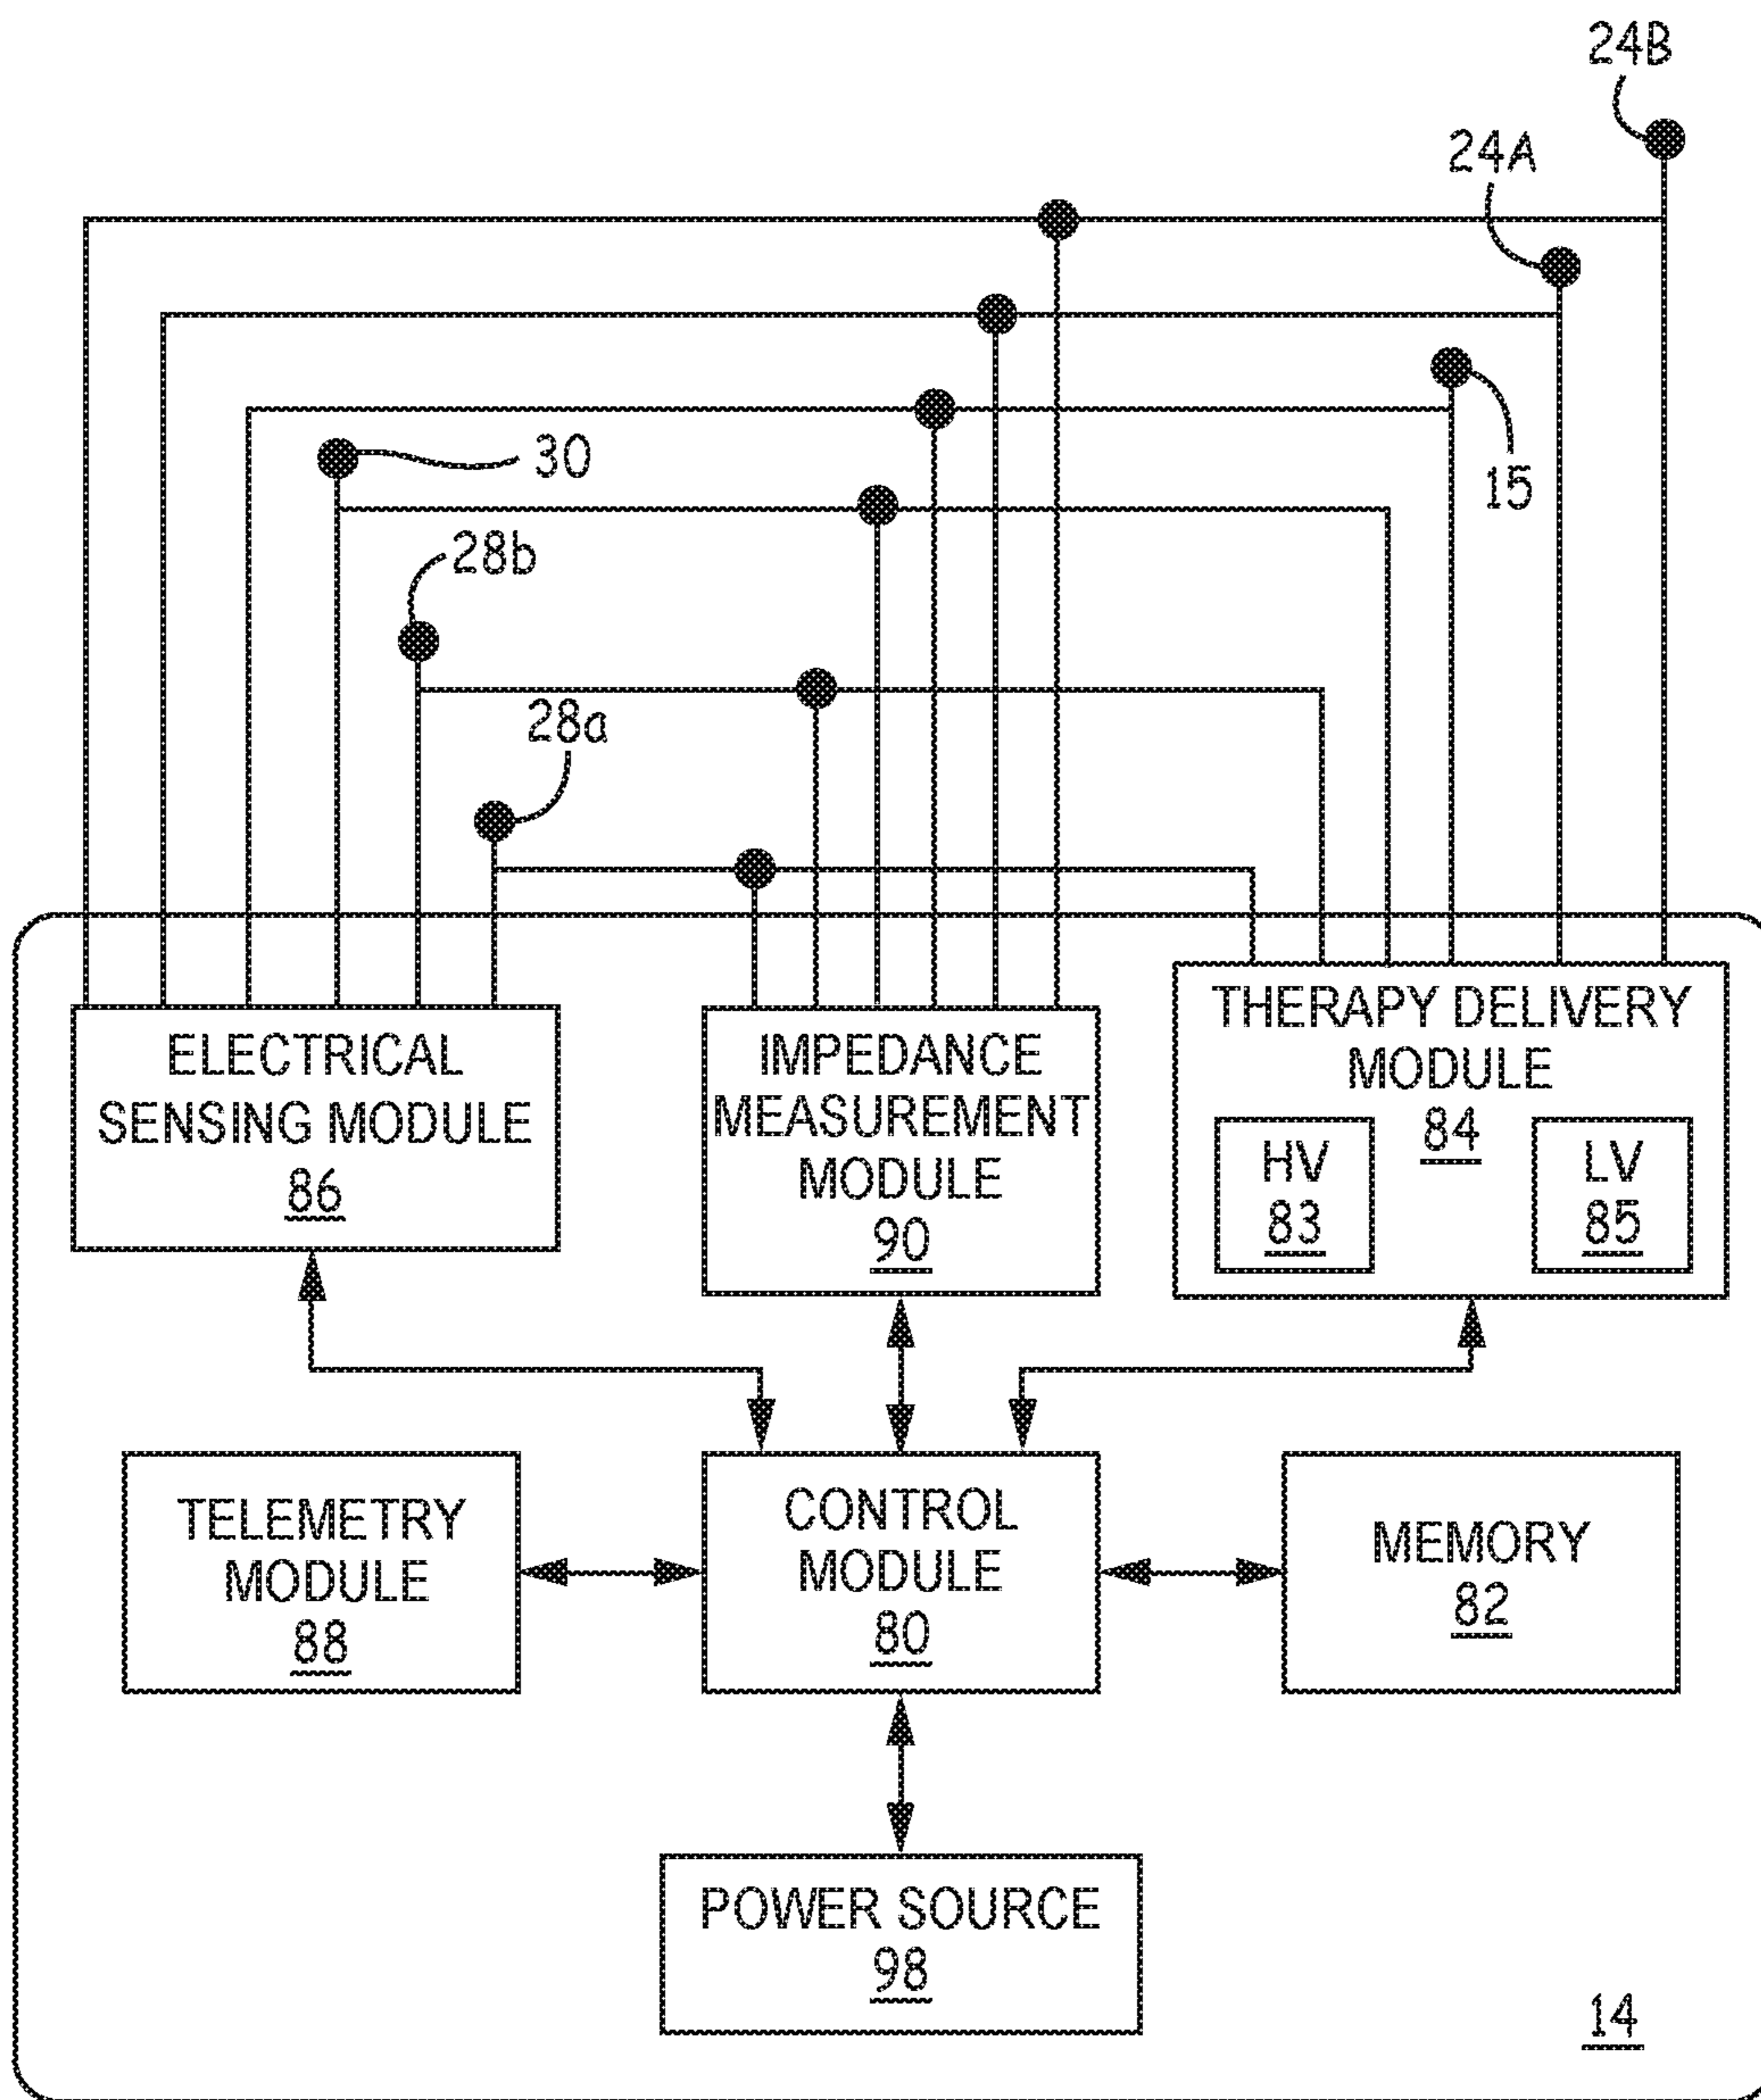 24B
24A
15
30
28b
28a
ELECTRICAL
SENSING MODULE
86
IMPEDANCE
MEASUREMENT
MODULE
90
THERAPY DELIVERY
MODULE
84
HV
83
LV
85
TELEMETRY
MODULE
88
CONTROL
MODULE
80
MEMORY
82
POWER SOURCE
98
14